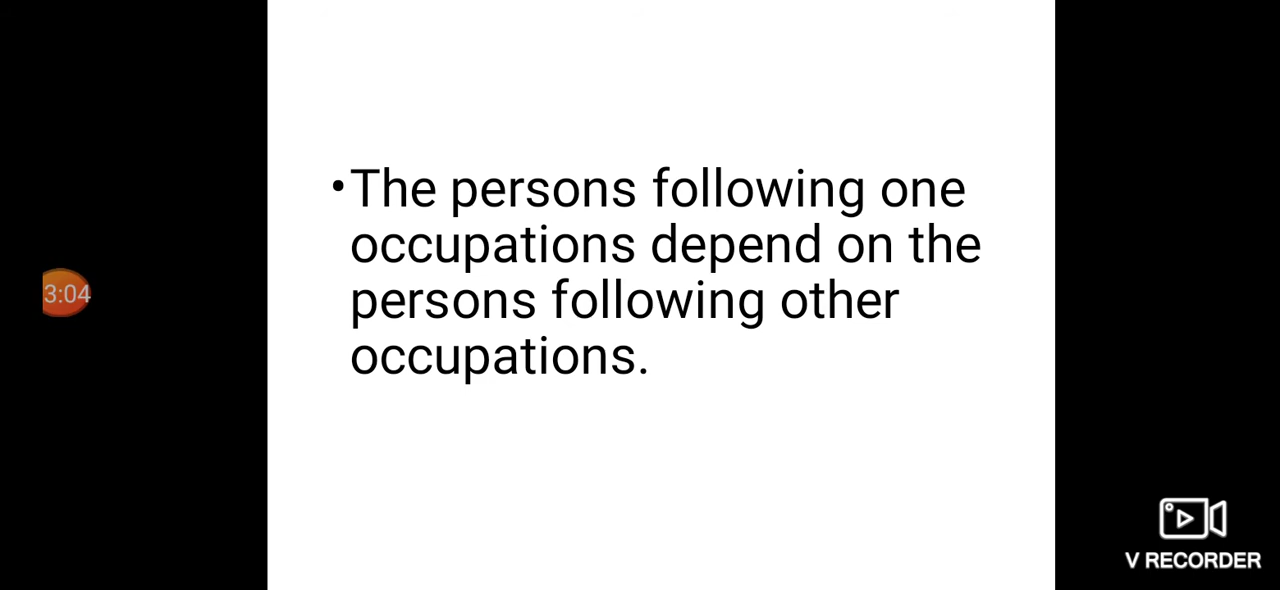 •The persons following one
occupations depend on the
persons following other
occupations.
3:04
V RECORDER